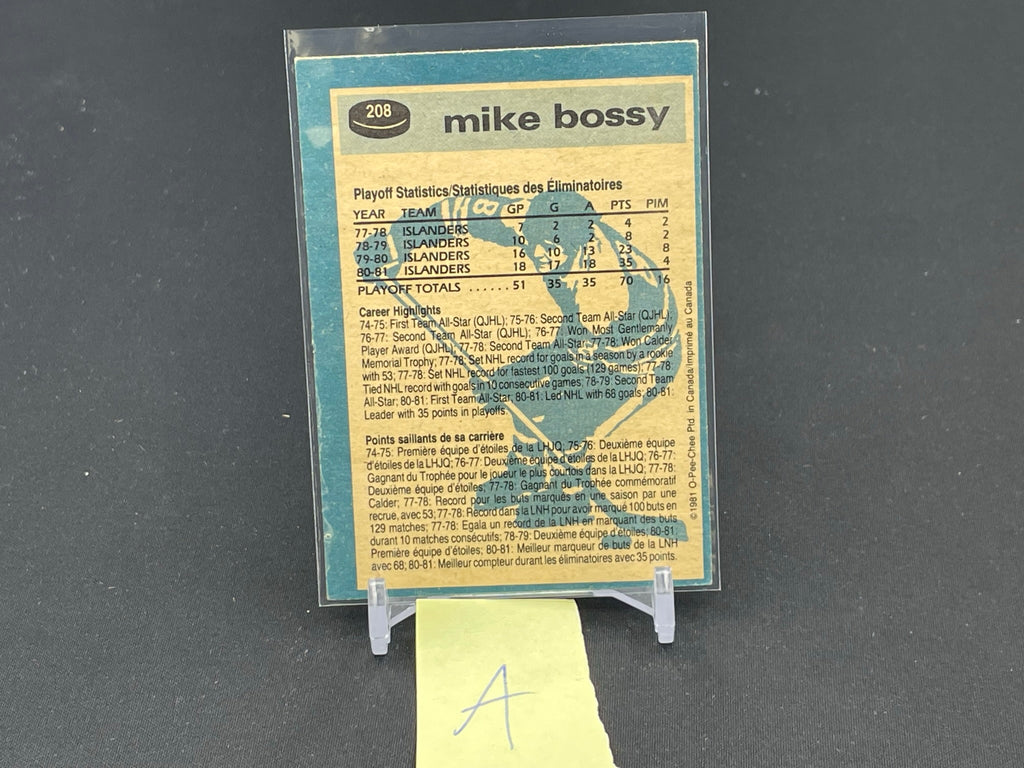 208
mike bossy
Playoff Statistics/Statistiques des Éliminatoires
YEAR TEAM GP G A PTS PIM
77-78 ISLANDERS 7 2 2 4 2
78-79 ISLANDERS 10 6 2 8 2
79-80 ISLANDERS 16 10 13 23 8
80-81 ISLANDERS 18 17 18 35 4
PLAYOFF TOTALS ...... 51 35 35 70 16
Career Highlights
74-75: First Team All-Star (QJHL); 75-76: Second Team All-Star (QJHL);
76-77: Second Team All-Star (QJHL); 76-77: Won Most Gentlemanly
Player Award (QJHL); 77-78: Second Team All-Star; 77-78: Won Calder
Memorial Trophy; 77-78: Set NHL record for goals in a season by a rookie
with 53; 77-78: Set NHL record for fastest 100 goals (129 games); 77-78:
Tied NHL record with goals in 10 consecutive games; 78-79: Second Team
All-Star; 80-81: First Team All-Star; 80-81: Led NHL with 68 goals; 80-81:
Leader with 35 points in playoffs.
Points saillants de sa carrière
74-75: Première équipe d'étoiles de la LHJQ; 75-76: Deuxième équipe
d'étoiles de la LHJQ; 76-77: Deuxième équipe d'étoiles de la LHJQ; 76-77:
Gagnant du Trophée pour le joueur le plus courtois dans la LHJQ; 77-78:
Deuxième équipe d'étoiles; 77-78: Gagnant du Trophée commémoratif
Calder; 77-78: Record pour les buts marqués en une saison par une
recrue, avec 53; 77-78: Record dans la LNH pour avoir marqué 100 buts en
129 matches; 77-78: Egala un record de la LNH en marquant des buts
durant 10 matches consécutifs; 78-79: Deuxième équipe d'étoiles; 80-81:
Première équipe d'étoiles; 80-81: Meilleur marqueur de buts de la LNH
avec 68; 80-81: Meilleur compteur durant les éliminatoires avec 35 points.
©1981 O-Pee-Chee Ptd. in Canada/Imprimé au Canada
A